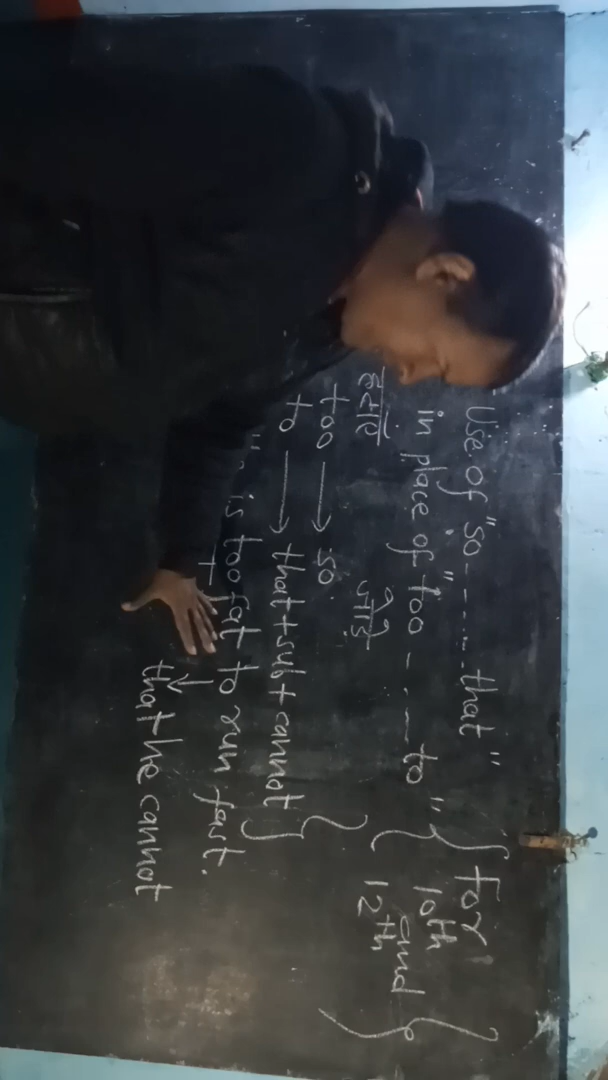 Use of "so - - ... - that" { For
in place of too - - - - to " { 10th and
हटाए जोड़े 12th }
too → so
to → that + sub + cannot }
is too fat to run fast.
↓
that he cannot